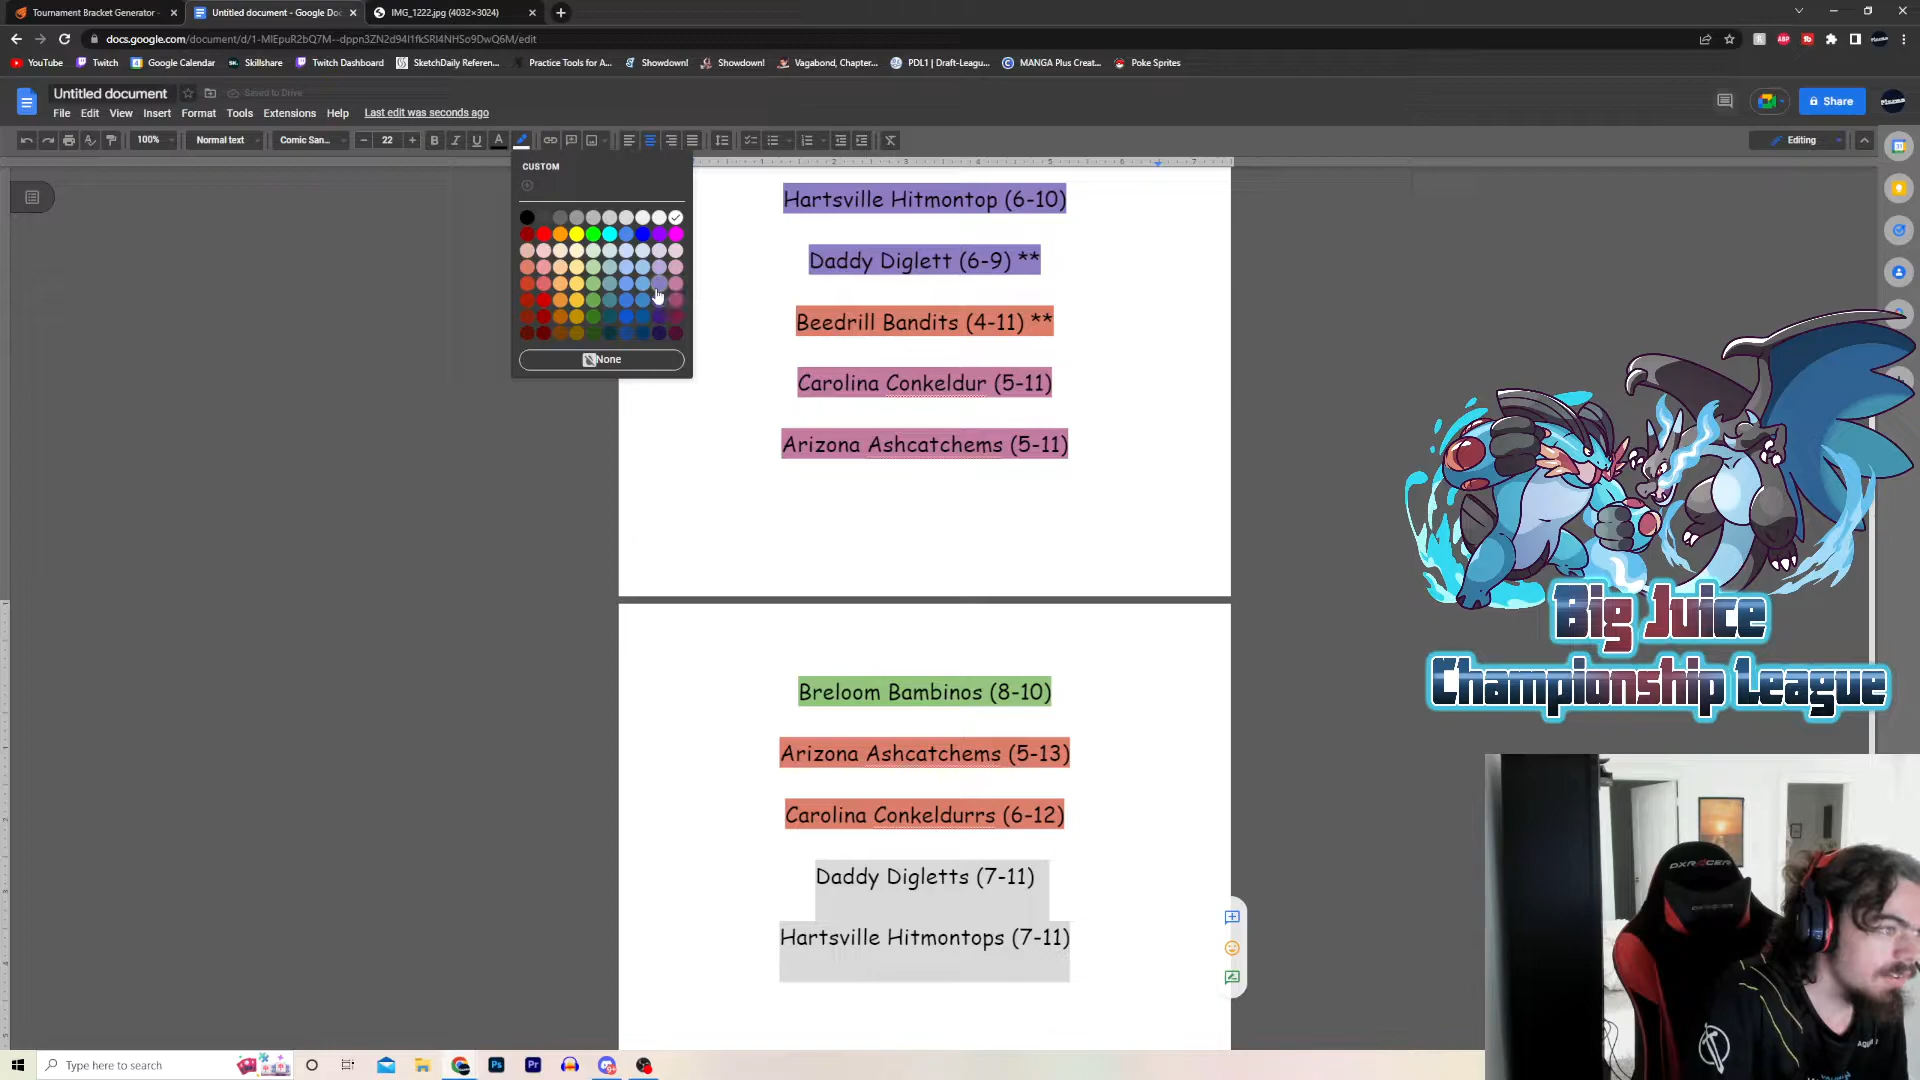 Tournament Bracket Generator -
Untitled document - Google Doc
IMG_1222.jpg (4032×3024)
docs.google.com/document/d/1-MlEpuR2bQ7M--dppn3ZN2d94l1fkSRl4NHSo9DwQ6M/edit
YouTube
Twitch
Google Calendar
Skillshare
Twitch Dashboard
SketchDaily Referen...
Practice Tools for A...
Showdown!
Showdown!
Vagabond, Chapter...
PDL1 | Draft-Leagu...
MANGA Plus Creat...
Poke Sprites
Untitled document
Saved to Drive
File Edit View Insert Format Tools Extensions Help Last edit was seconds ago
Share
100% Normal text Comic San... 22
Editing
CUSTOM
None
Hartsville Hitmontop (6-10)
Daddy Diglett (6-9) **
Beedrill Bandits (4-11) **
Carolina Conkeldur (5-11)
Arizona Ashcatchems (5-11)
Breloom Bambinos (8-10)
Arizona Ashcatchems (5-13)
Carolina Conkeldurrs (6-12)
Daddy Digletts (7-11)
Hartsville Hitmontops (7-11)
Big Juice
Championship League
DXRACER
Type here to search